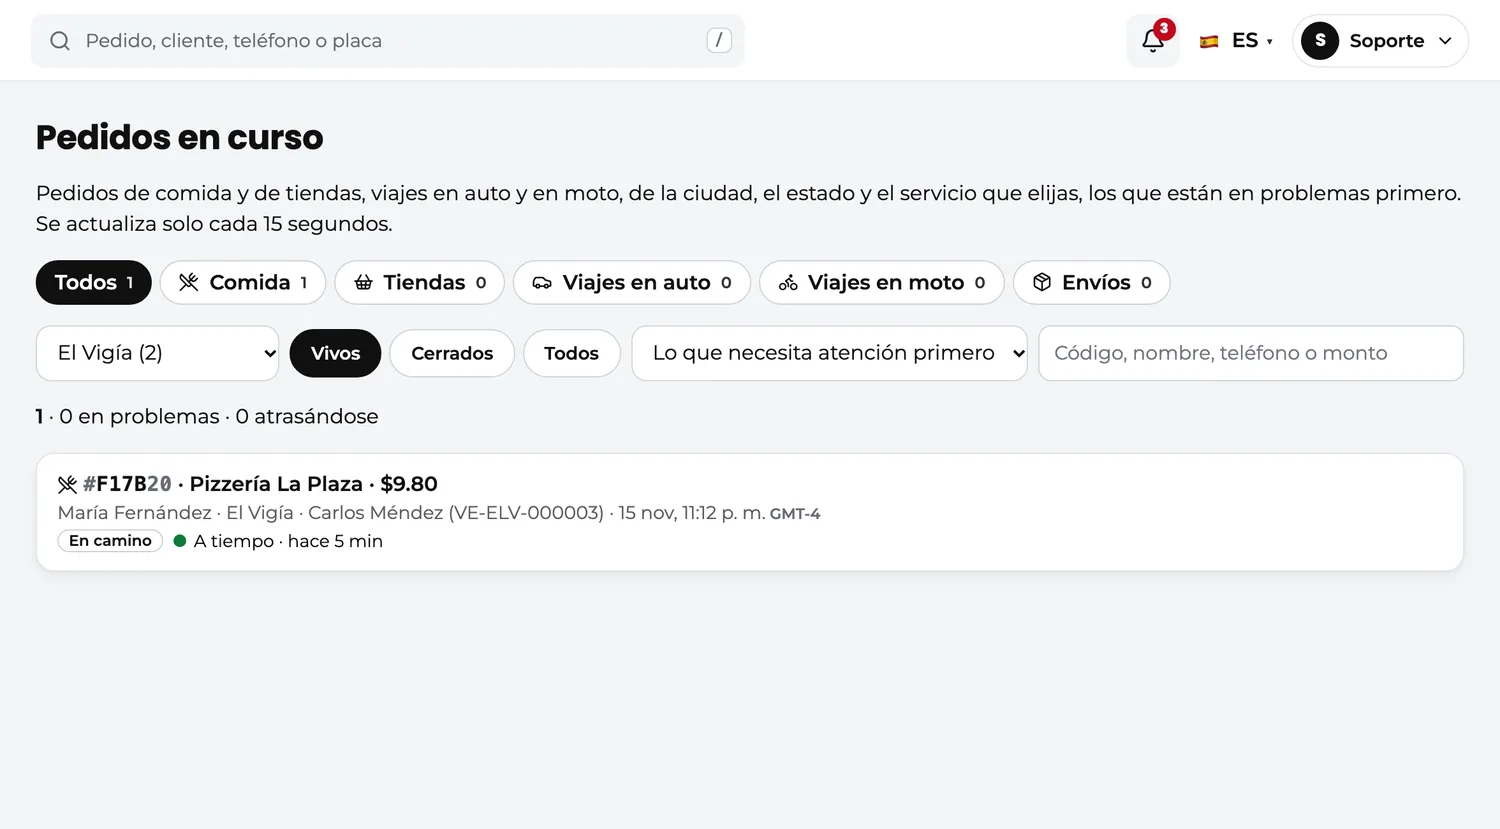 Pedido, cliente, teléfono o placa /
3
ES
S Soporte
Pedidos en curso
Pedidos de comida y de tiendas, viajes en auto y en moto, de la ciudad, el estado y el servicio que elijas, los que están en problemas primero.
Se actualiza solo cada 15 segundos.
Todos 1 Comida 1 Tiendas 0 Viajes en auto 0 Viajes en moto 0 Envíos 0
El Vigía (2) Vivos Cerrados Todos Lo que necesita atención primero Código, nombre, teléfono o monto
1 · 0 en problemas · 0 atrasándose
#F17B20 · Pizzería La Plaza · $9.80
María Fernández · El Vigía · Carlos Méndez (VE-ELV-000003) · 15 nov, 11:12 p. m. GMT-4
En camino A tiempo · hace 5 min